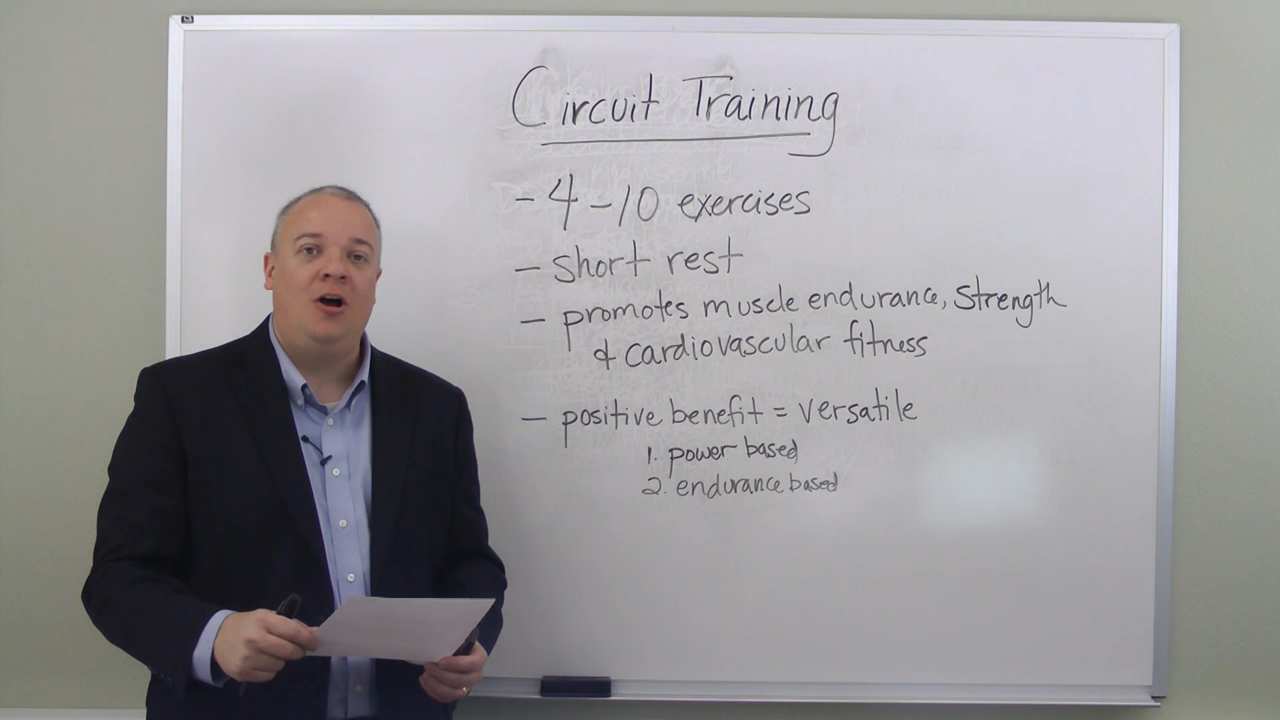 Circuit Training
- 4-10 exercises
- short rest
- promotes muscle endurance, strength
& cardiovascular fitness
- positive benefit = versatile
1. power based
2. endurance based